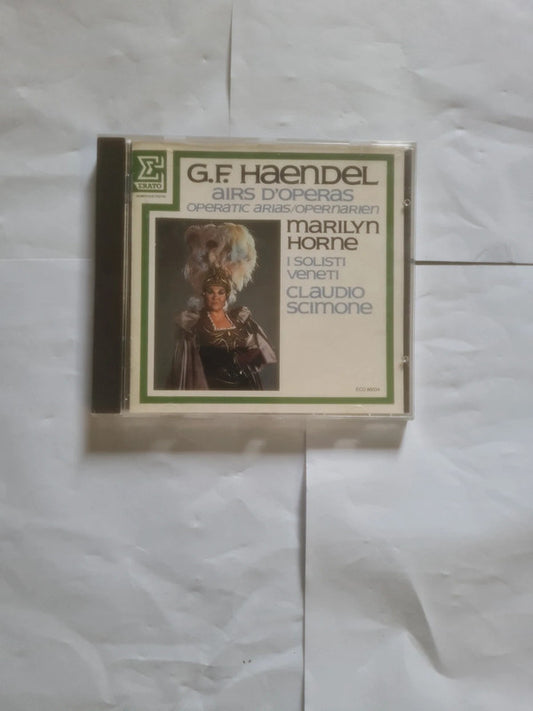 ERATO
G.F. HAENDEL
AIRS D'OPERAS
OPERATIC ARIAS/OPERNARIEN
MARILYN
HORNE
I SOLISTI
VENETI
CLAUDIO
SCIMONE